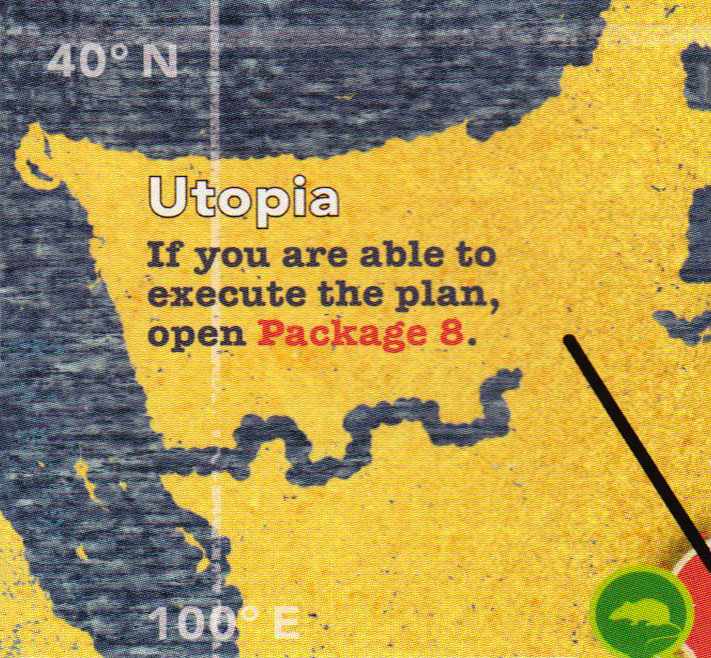 40° N
Utopia
If you are able to
execute the plan,
open Package 8.
100° E